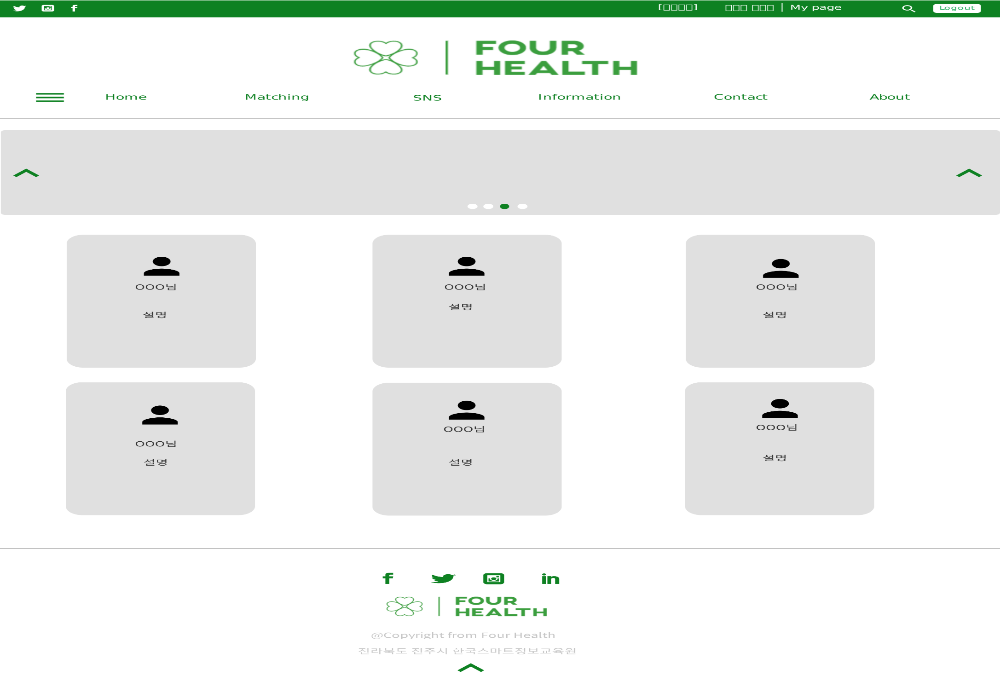 [□□□□] □□□ □□□ | My page Logout
FOUR
HEALTH
Home Matching SNS Information Contact About
OOO님 OOO님 OOO님
설명 설명 설명
OOO님 OOO님 OOO님
설명 설명 설명
FOUR
HEALTH
@Copyright from Four Health
전라북도 전주시 한국스마트정보교육원